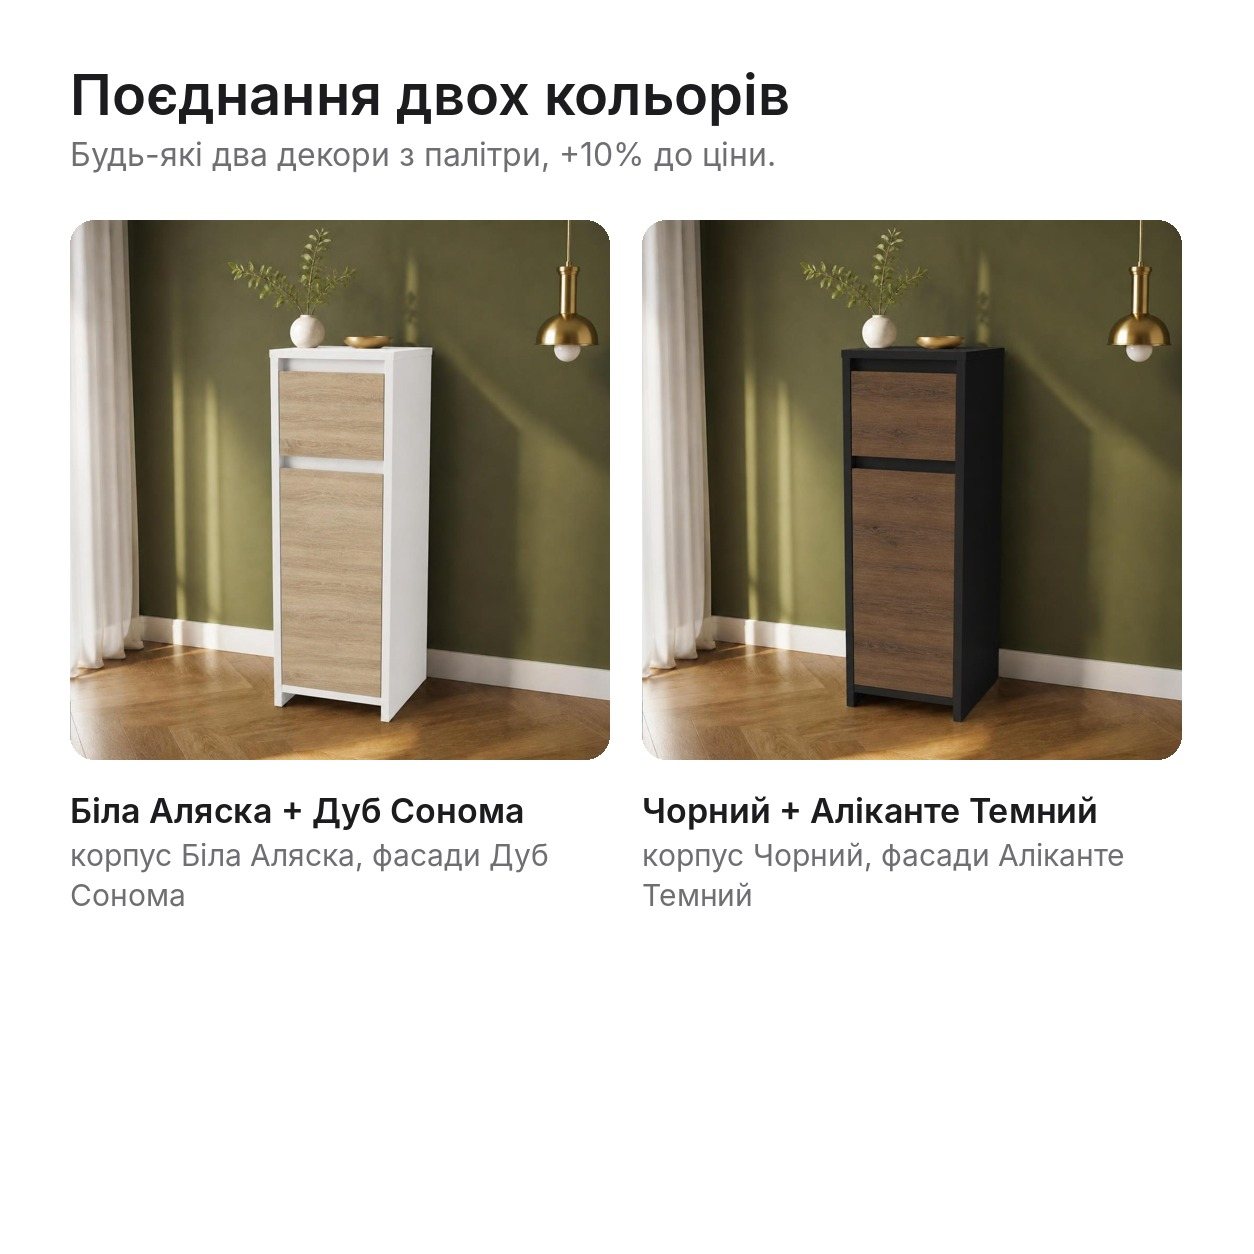 Поєднання двох кольорів
Будь-які два декори з палітри, +10% до ціни.
Біла Аляска + Дуб Сонома
корпус Біла Аляска, фасади Дуб
Сонома
Чорний + Аліканте Темний
корпус Чорний, фасади Аліканте
Темний